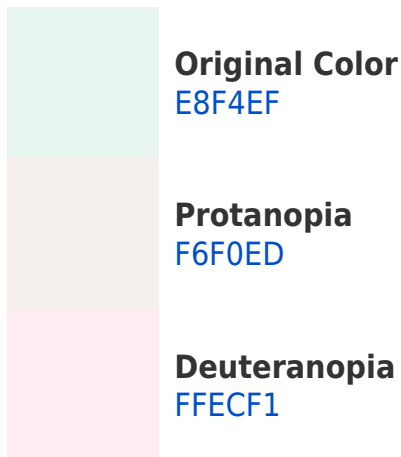 Original Color
E8F4EF
Protanopia
F6F0ED
Deuteranopia
FFECF1